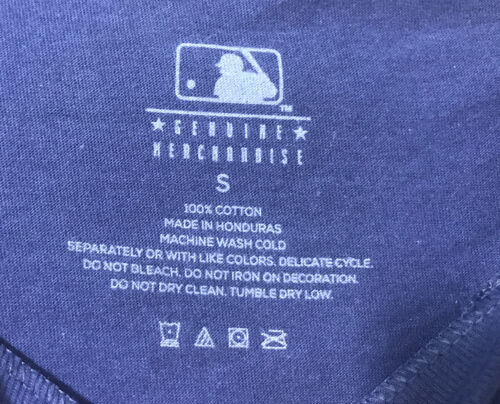 TM
★ GENUINE ★
MERCHANDISE
S
100% COTTON
MADE IN HONDURAS
MACHINE WASH COLD
SEPARATELY OR WITH LIKE COLORS. DELICATE CYCLE.
DO NOT BLEACH. DO NOT IRON ON DECORATION.
DO NOT DRY CLEAN. TUMBLE DRY LOW.